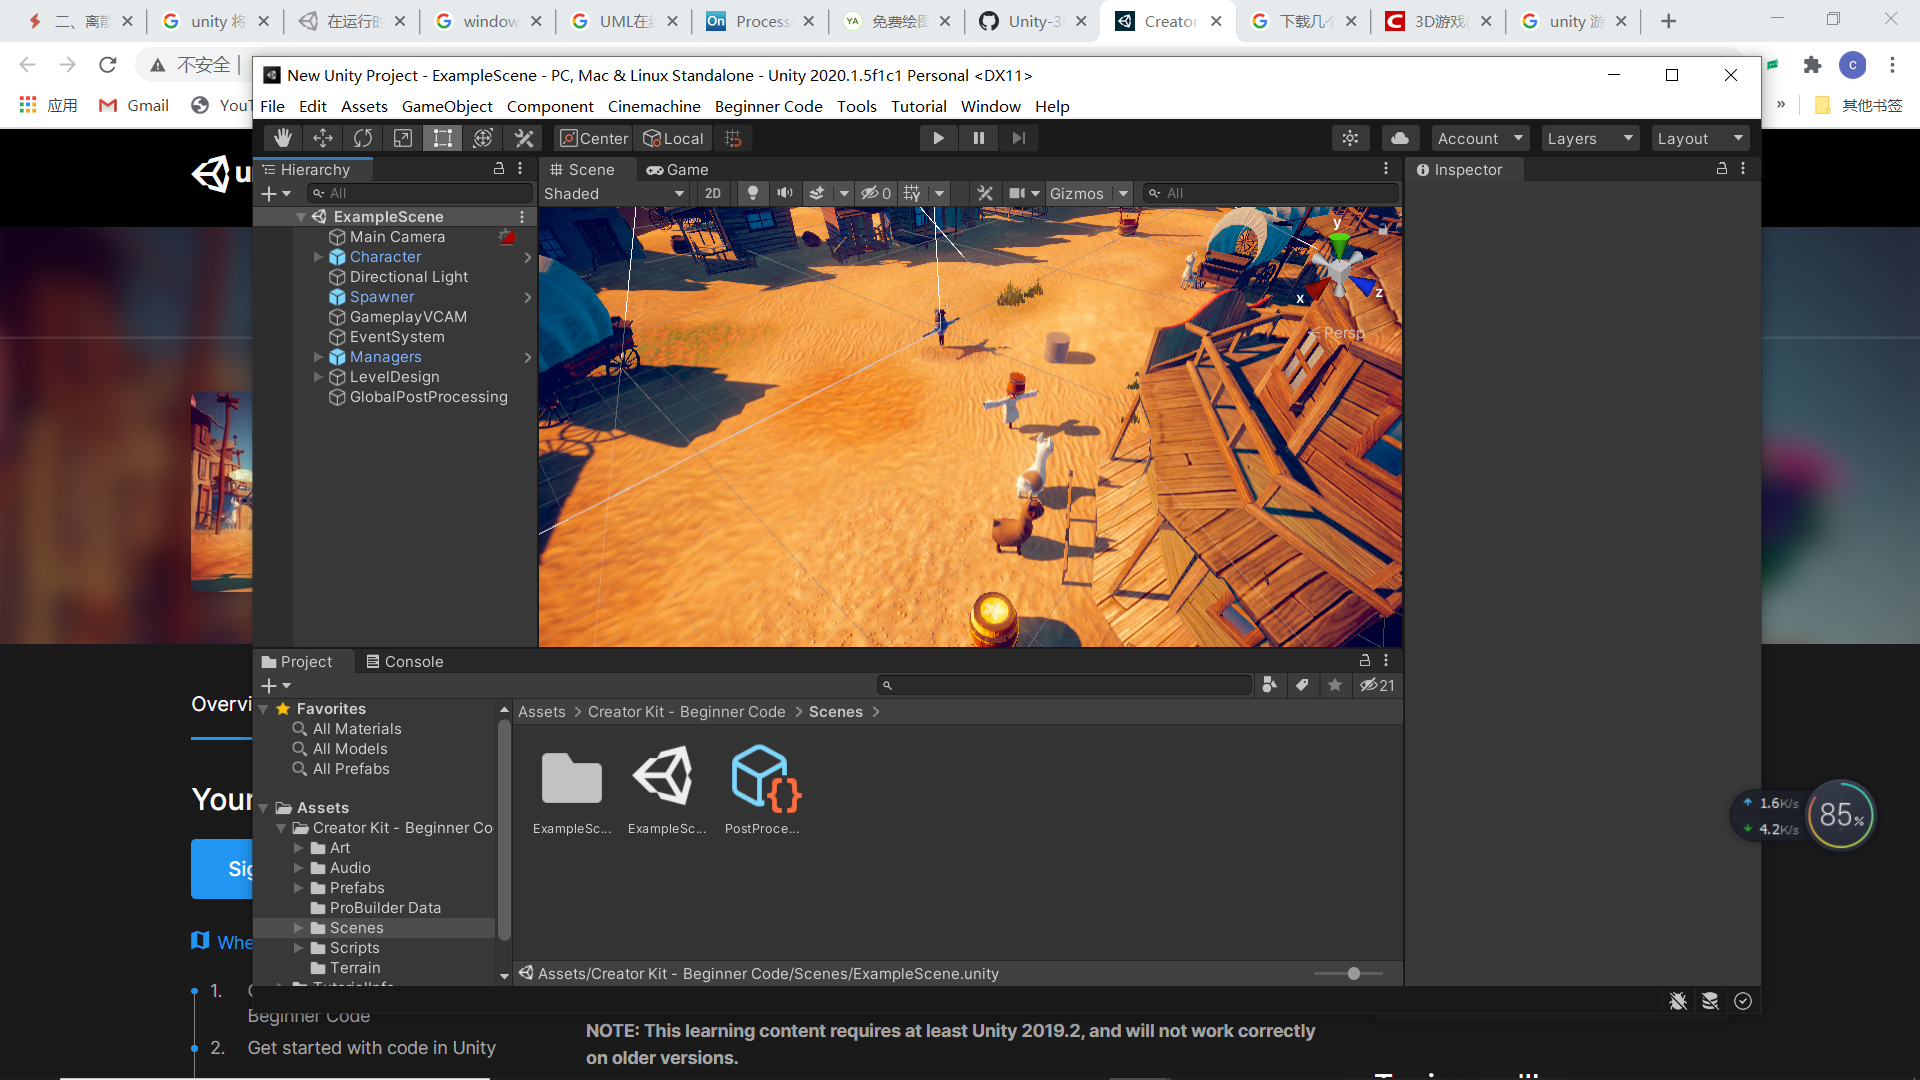 二、离散
unity 将
在运行时
window
UML在线
Process
免费绘图
Unity-3
Creator
下载几个
3D游戏
unity 游
不安全
C
应用
Gmail
YouT
»
其他书签
New Unity Project - ExampleScene - PC, Mac & Linux Standalone - Unity 2020.1.5f1c1 Personal <DX11>
File Edit Assets GameObject Component Cinemachine Beginner Code Tools Tutorial Window Help
Center Local Account Layers Layout
Hierarchy
All
ExampleScene
Main Camera
Character
Directional Light
Spawner
GameplayVCAM
EventSystem
Managers
LevelDesign
GlobalPostProcessing
Scene Game
Shaded 2D 0 Gizmos All
y
x
z
Persp
Inspector
Project Console
21
Favorites
All Materials
All Models
All Prefabs
Assets
Creator Kit - Beginner Co
Art
Audio
Prefabs
ProBuilder Data
Scenes
Scripts
Terrain
TutorialInfo
Assets > Creator Kit - Beginner Code > Scenes >
ExampleSc... ExampleSc... PostProce...
Assets/Creator Kit - Beginner Code/Scenes/ExampleScene.unity
1.6K/s
4.2K/s
85%
Overvi
Your
Sig
Whe
1.
Beginner Code
2. Get started with code in Unity
NOTE: This learning content requires at least Unity 2019.2, and will not work correctly
on older versions.